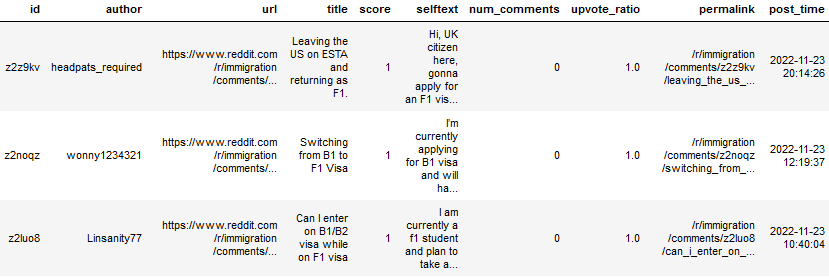 id author url title score selftext num_comments upvote_ratio permalink post_time
z2z9kv headpats_required https://www.reddit.com/r/immigration/comments/... Leaving the US on ESTA and returning as F1. 1 Hi, UK citizen here, gonna apply for an F1 vis... 0 1.0 /r/immigration/comments/z2z9kv/leaving_the_us_... 2022-11-23 20:14:26
z2noqz wonny1234321 https://www.reddit.com/r/immigration/comments/... Switching from B1 to F1 Visa 1 I'm currently applying for B1 visa and will ha... 0 1.0 /r/immigration/comments/z2noqz/switching_from_... 2022-11-23 12:19:37
z2luo8 Linsanity77 https://www.reddit.com/r/immigration/comments/... Can I enter on B1/B2 visa while on F1 visa 1 I am currently a f1 student and plan to take a... 0 1.0 /r/immigration/comments/z2luo8/can_i_enter_on_... 2022-11-23 10:40:04